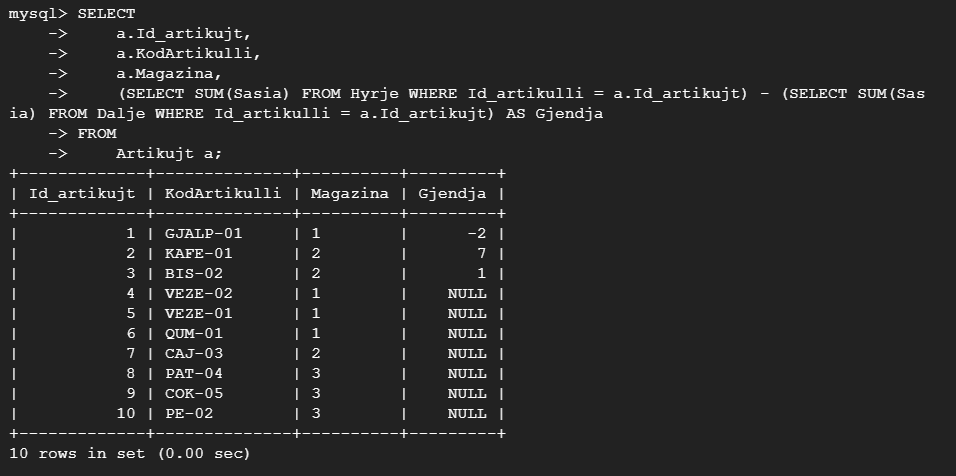 mysql> SELECT
    ->     a.Id_artikujt,
    ->     a.KodArtikulli,
    ->     a.Magazina,
    ->     (SELECT SUM(Sasia) FROM Hyrje WHERE Id_artikulli = a.Id_artikujt) - (SELECT SUM(Sas
ia) FROM Dalje WHERE Id_artikulli = a.Id_artikujt) AS Gjendja
    -> FROM
    ->     Artikujt a;
+-------------+--------------+----------+---------+
| Id_artikujt | KodArtikulli | Magazina | Gjendja |
+-------------+--------------+----------+---------+
|           1 | GJALP-01     | 1        |      -2 |
|           2 | KAFE-01      | 2        |       7 |
|           3 | BIS-02       | 2        |       1 |
|           4 | VEZE-02      | 1        |    NULL |
|           5 | VEZE-01      | 1        |    NULL |
|           6 | QUM-01       | 1        |    NULL |
|           7 | CAJ-03       | 2        |    NULL |
|           8 | PAT-04       | 3        |    NULL |
|           9 | COK-05       | 3        |    NULL |
|          10 | PE-02        | 3        |    NULL |
+-------------+--------------+----------+---------+
10 rows in set (0.00 sec)